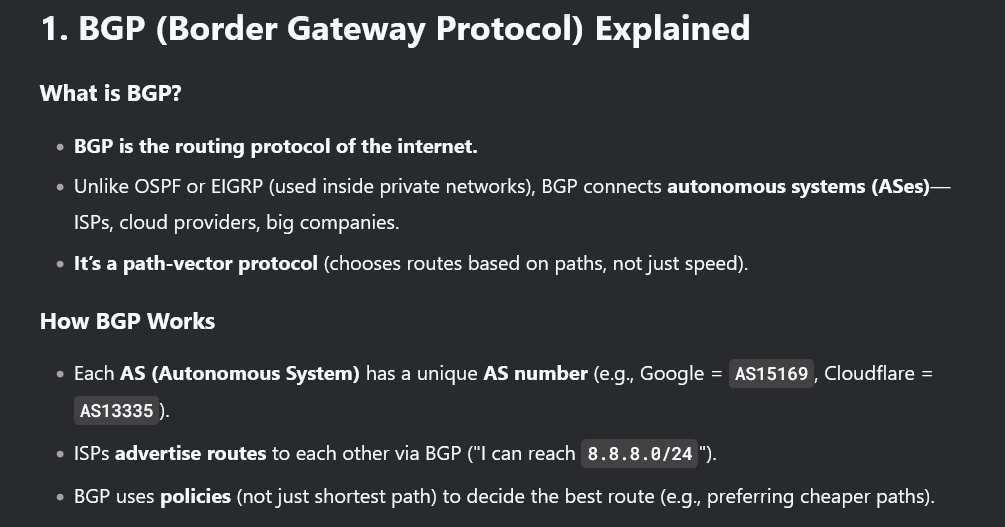 1. BGP (Border Gateway Protocol) Explained
What is BGP?
• BGP is the routing protocol of the internet.
• Unlike OSPF or EIGRP (used inside private networks), BGP connects autonomous systems (ASes)—
ISPs, cloud providers, big companies.
• It’s a path-vector protocol (chooses routes based on paths, not just speed).
How BGP Works
• Each AS (Autonomous System) has a unique AS number (e.g., Google = AS15169, Cloudflare =
AS13335).
• ISPs advertise routes to each other via BGP ("I can reach 8.8.8.0/24").
• BGP uses policies (not just shortest path) to decide the best route (e.g., preferring cheaper paths).